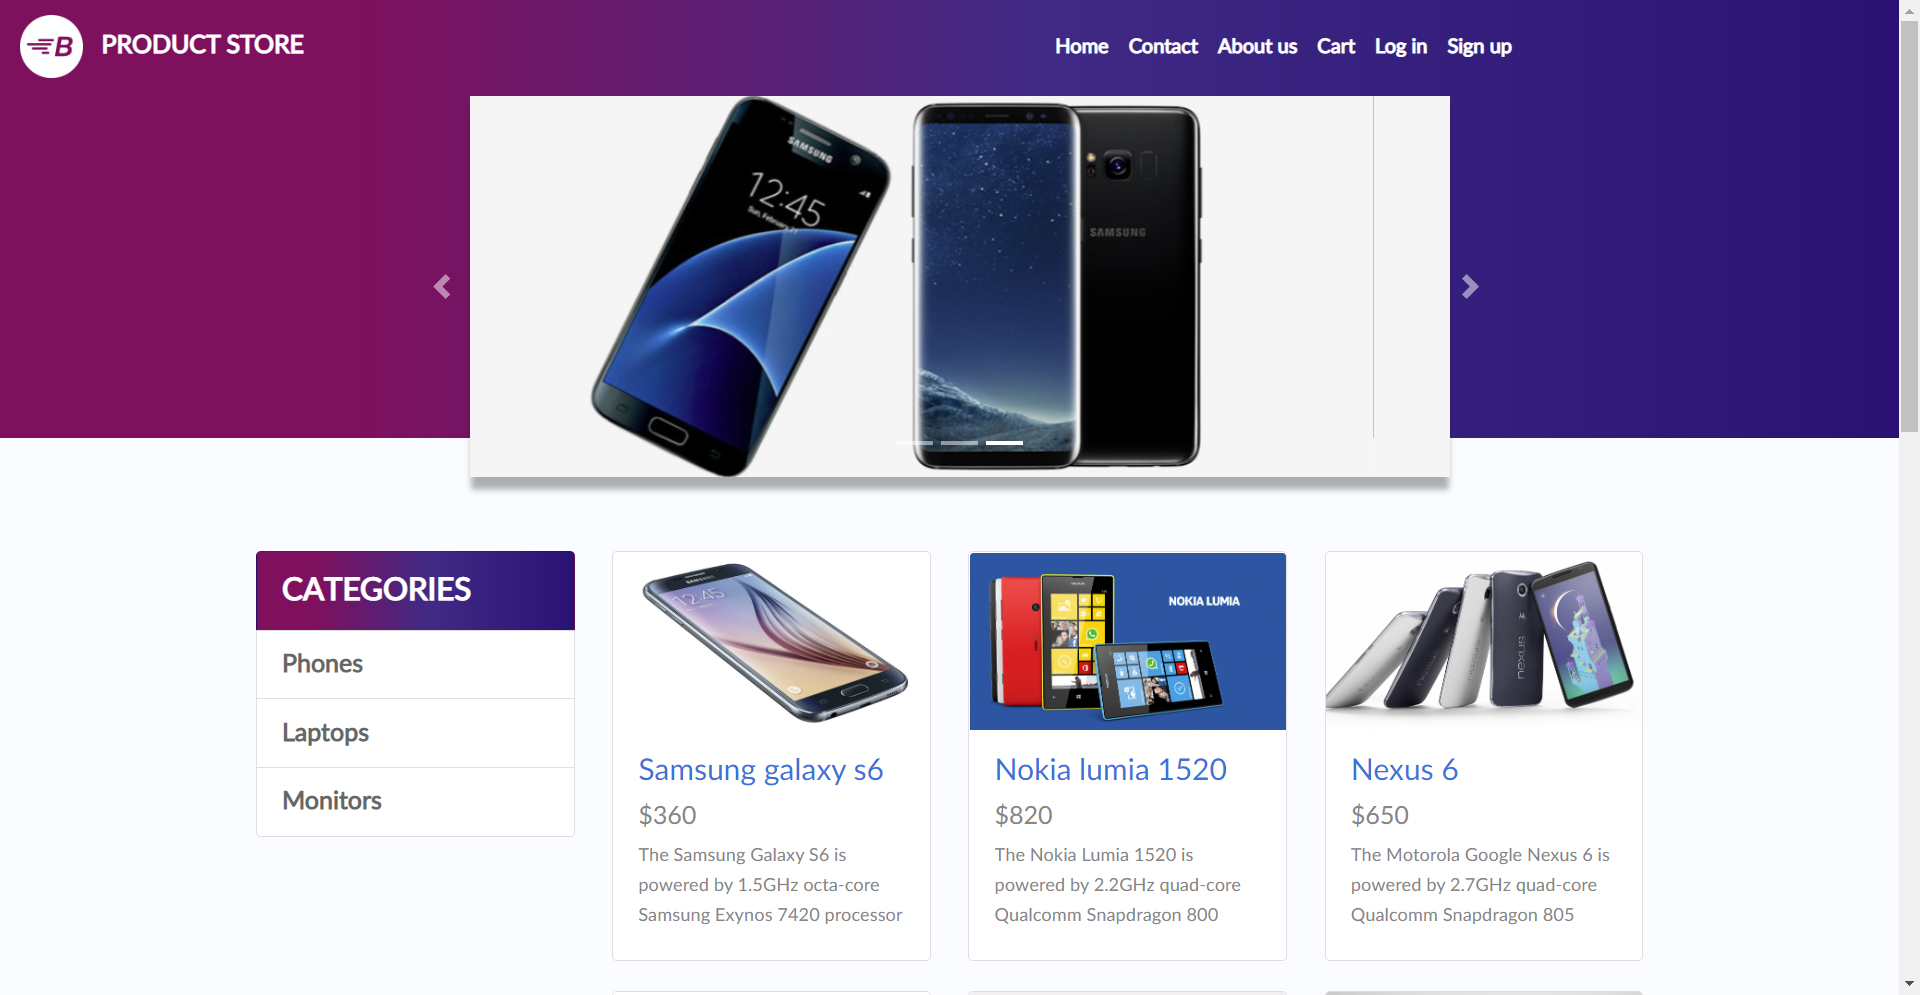 B PRODUCT STORE
Home Contact About us Cart Log in Sign up
SAMSUNG
12:45
SAMSUNG
CATEGORIES
Phones
Laptops
Monitors
SAMSUNG
12:45
Samsung galaxy s6
$360
The Samsung Galaxy S6 is
powered by 1.5GHz octa-core
Samsung Exynos 7420 processor
NOKIA LUMIA
Nokia lumia 1520
$820
The Nokia Lumia 1520 is
powered by 2.2GHz quad-core
Qualcomm Snapdragon 800
nexus
Nexus 6
$650
The Motorola Google Nexus 6 is
powered by 2.7GHz quad-core
Qualcomm Snapdragon 805